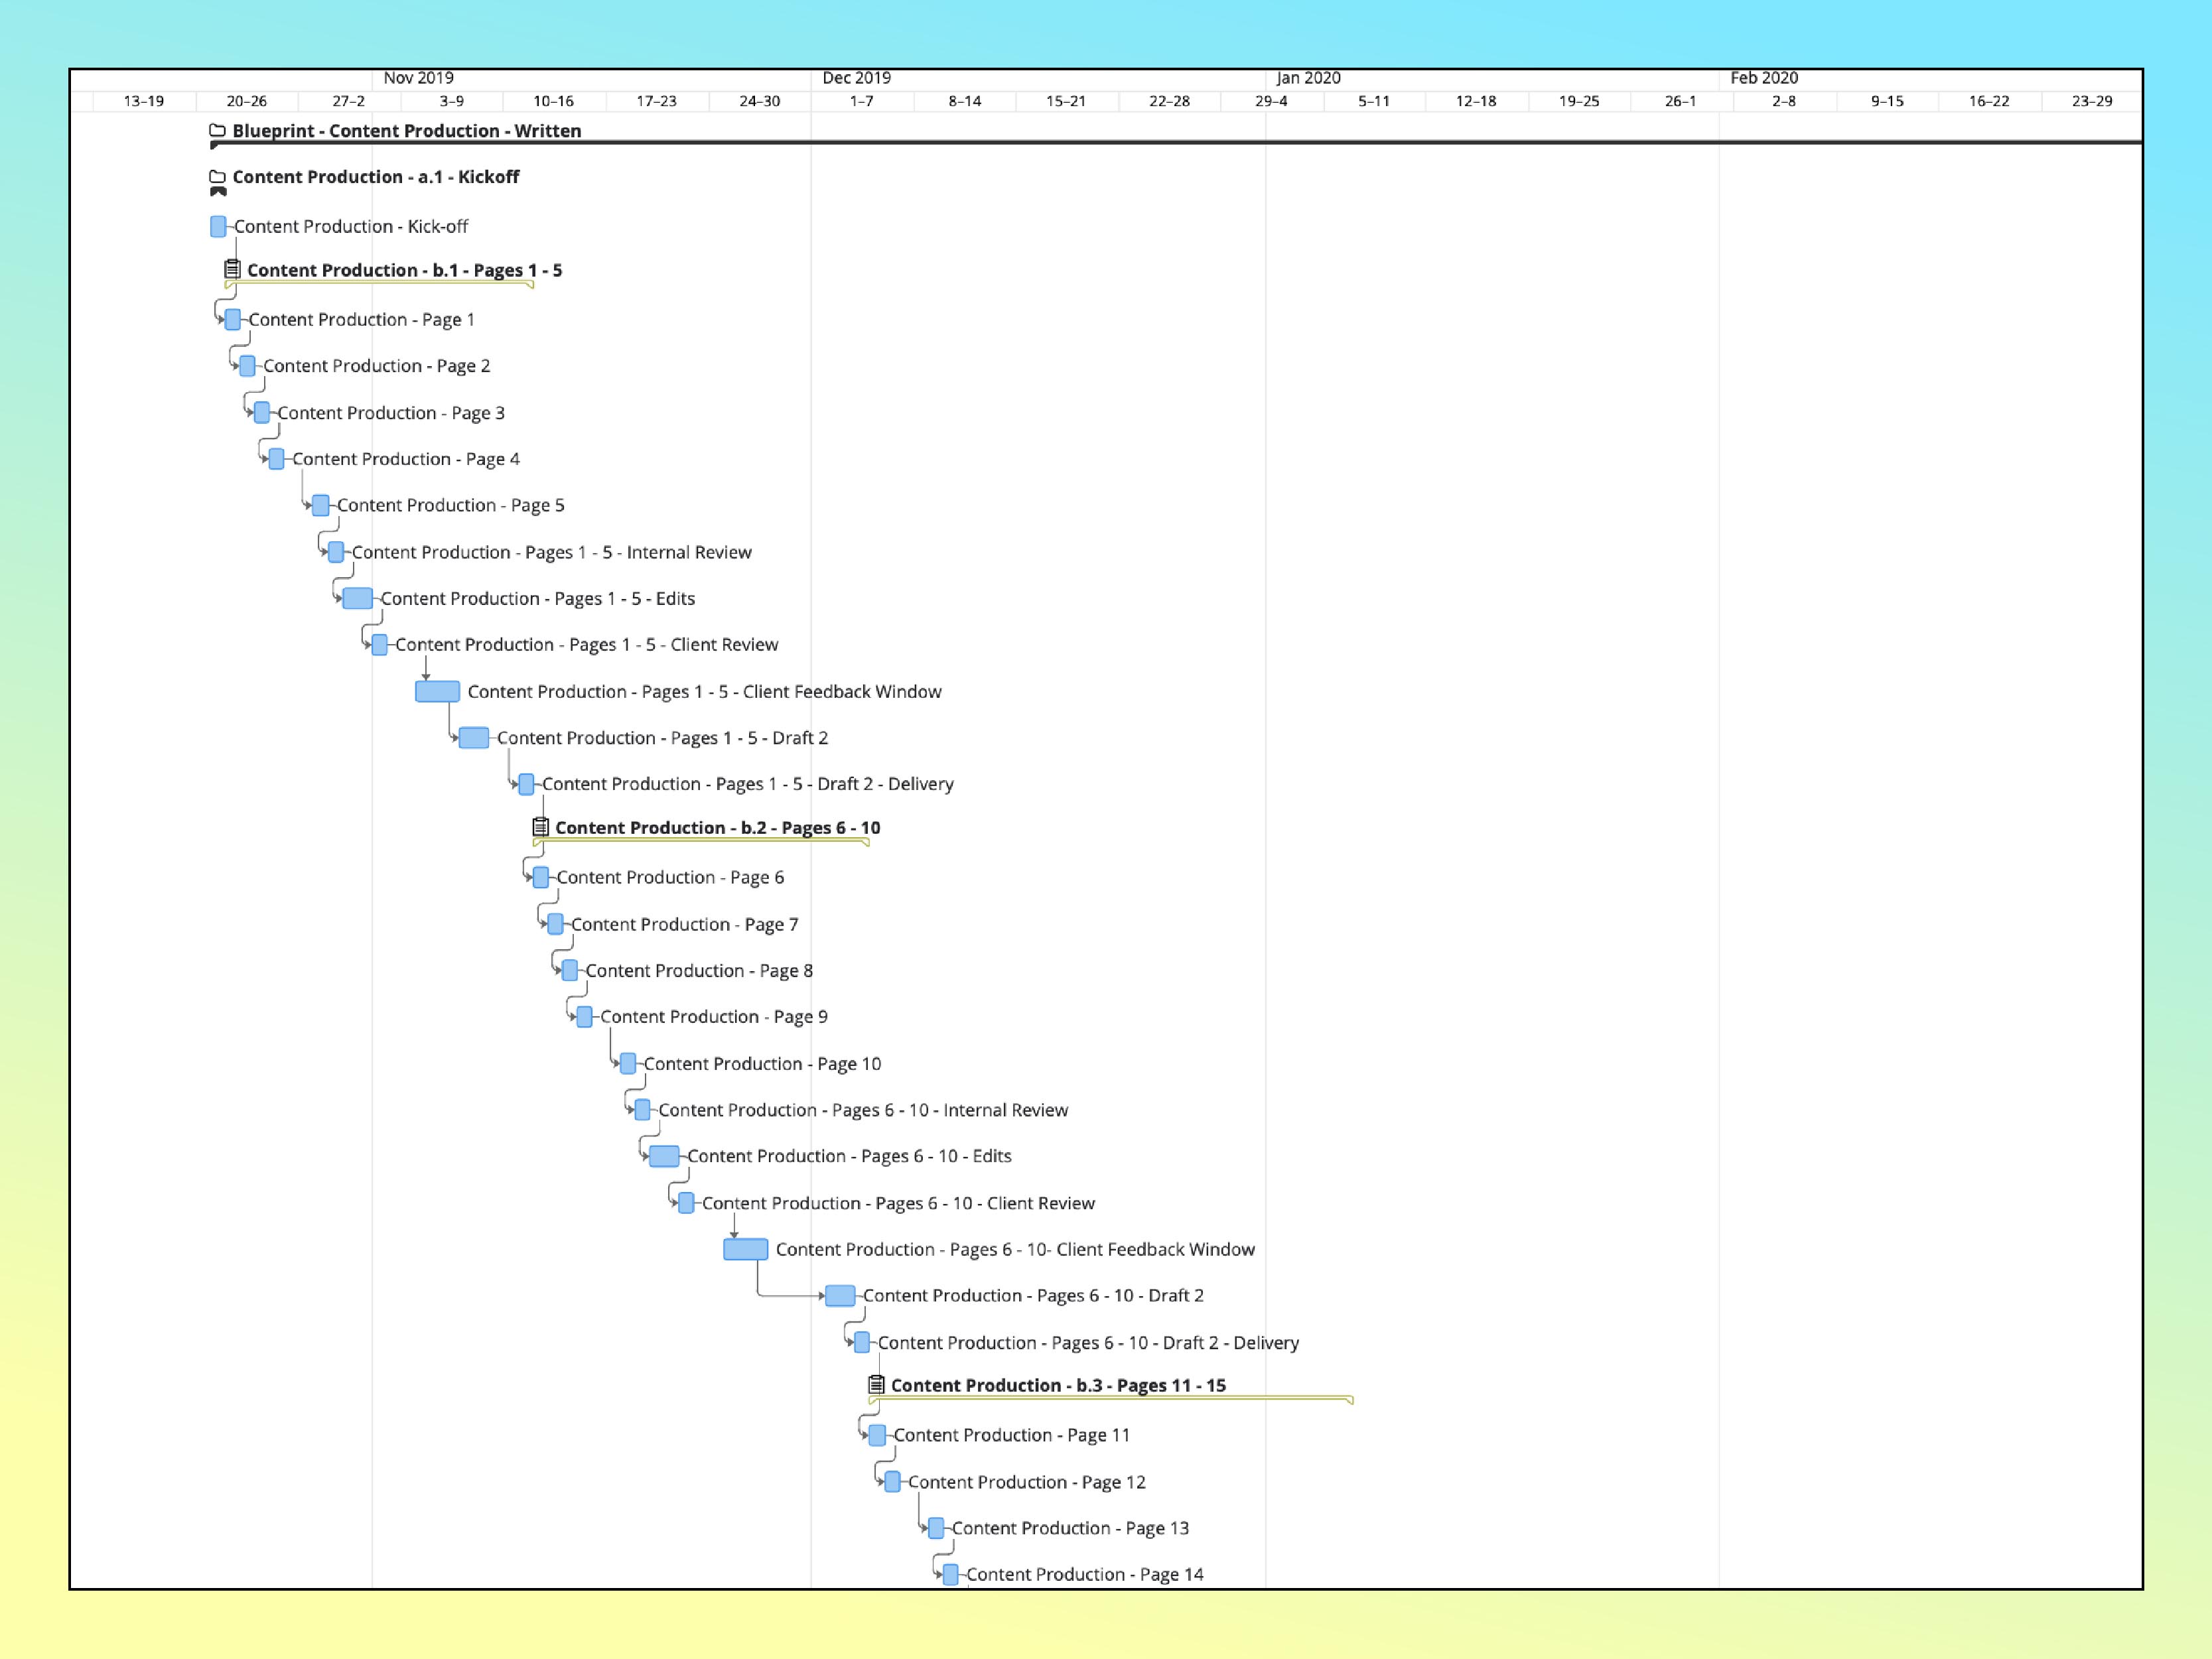 Nov 2019 Dec 2019 Jan 2020 Feb 2020
13–19 20–26 27–2 3–9 10–16 17–23 24–30 1–7 8–14 15–21 22–28 29–4 5–11 12–18 19–25 26–1 2–8 9–15 16–22 23–29
Blueprint - Content Production - Written
Content Production - a.1 - Kickoff
Content Production - Kick-off
Content Production - b.1 - Pages 1 - 5
Content Production - Page 1
Content Production - Page 2
Content Production - Page 3
Content Production - Page 4
Content Production - Page 5
Content Production - Pages 1 - 5 - Internal Review
Content Production - Pages 1 - 5 - Edits
Content Production - Pages 1 - 5 - Client Review
Content Production - Pages 1 - 5 - Client Feedback Window
Content Production - Pages 1 - 5 - Draft 2
Content Production - Pages 1 - 5 - Draft 2 - Delivery
Content Production - b.2 - Pages 6 - 10
Content Production - Page 6
Content Production - Page 7
Content Production - Page 8
Content Production - Page 9
Content Production - Page 10
Content Production - Pages 6 - 10 - Internal Review
Content Production - Pages 6 - 10 - Edits
Content Production - Pages 6 - 10 - Client Review
Content Production - Pages 6 - 10- Client Feedback Window
Content Production - Pages 6 - 10 - Draft 2
Content Production - Pages 6 - 10 - Draft 2 - Delivery
Content Production - b.3 - Pages 11 - 15
Content Production - Page 11
Content Production - Page 12
Content Production - Page 13
Content Production - Page 14